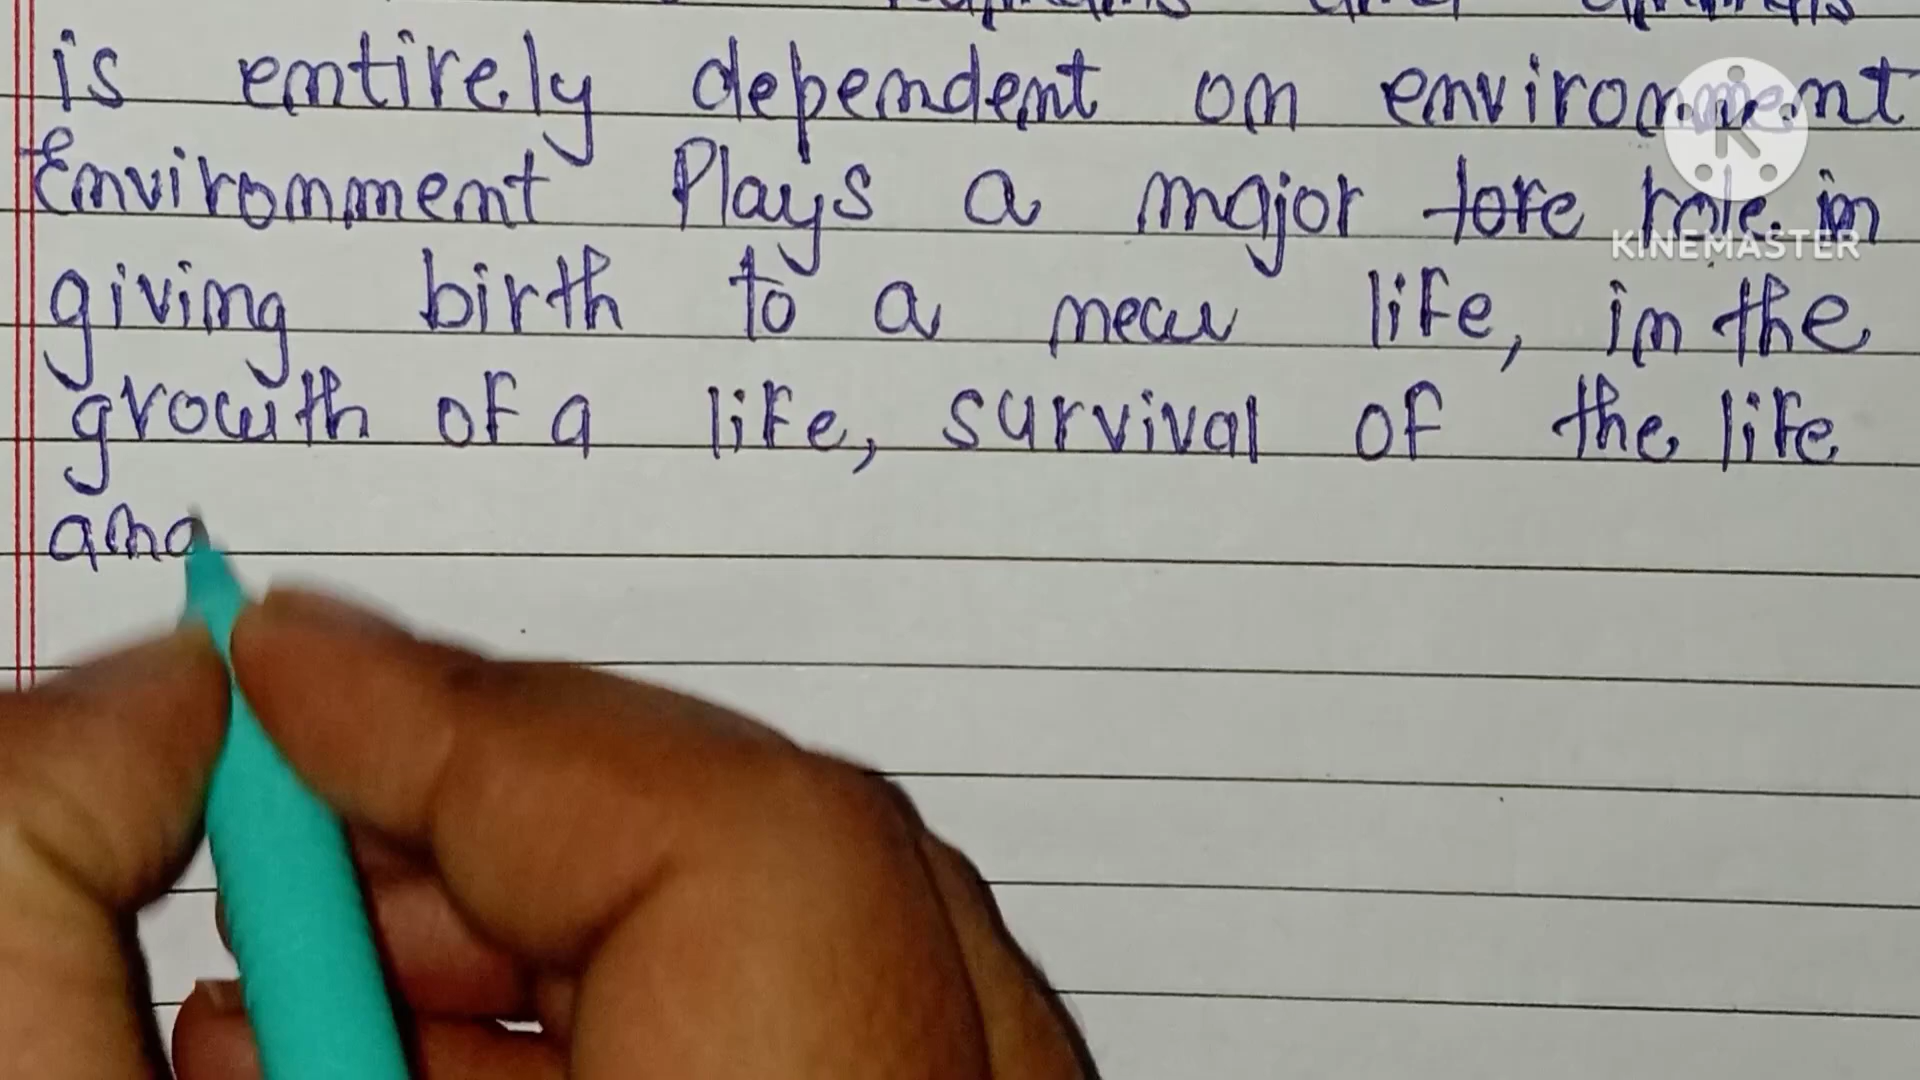 is entirely dependent on environment
Environment Plays a major tore role in
KINEMASTER
giving birth to a new life, in the
growth of a life, survival of the life
and